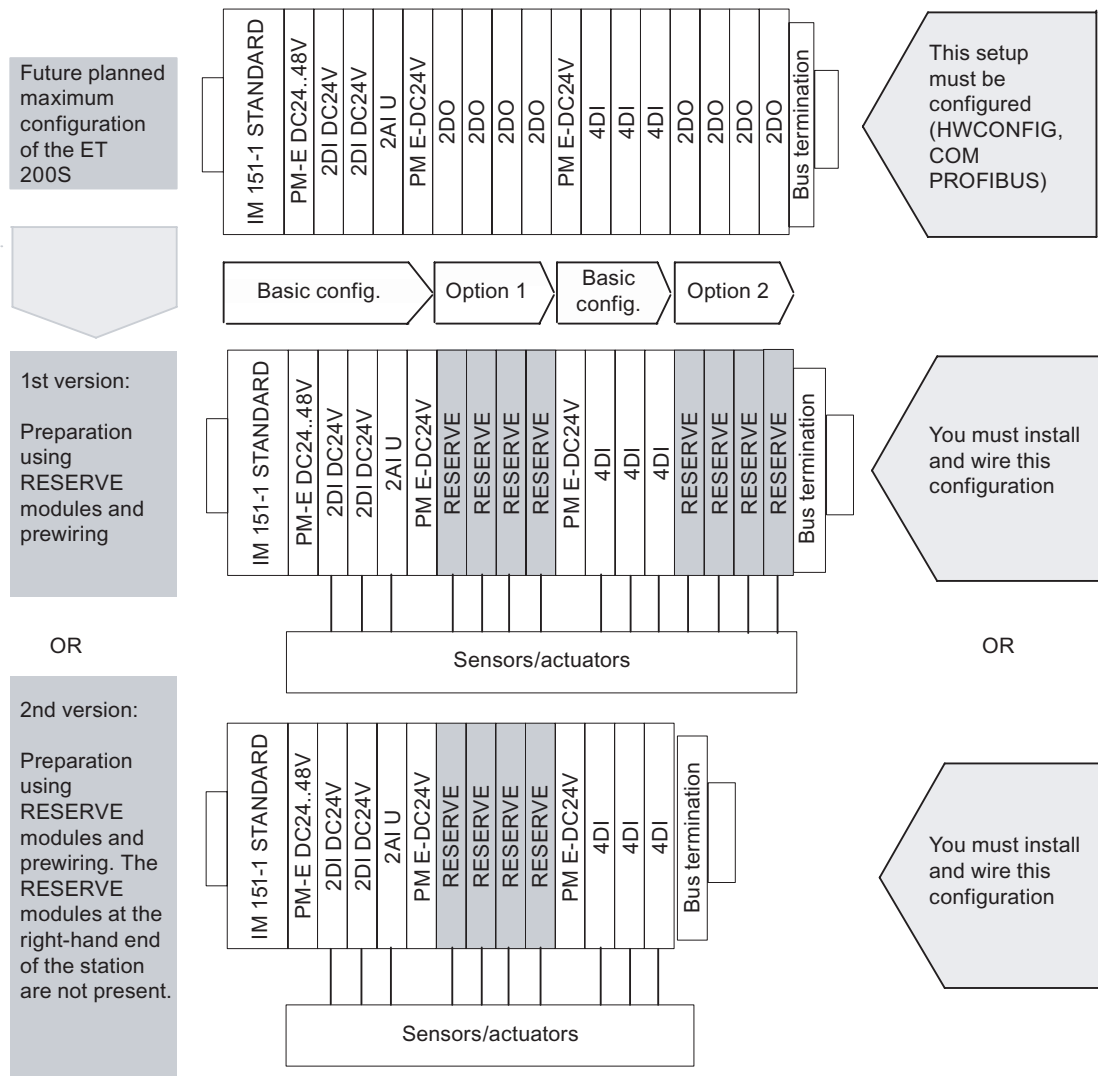 Future planned
maximum
configuration
of the ET
200S
IM 151-1 STANDARD
PM-E DC24..48V
2DI DC24V
2DI DC24V
2AI U
PM E-DC24V
2DO
2DO
2DO
2DO
PM E-DC24V
4DI
4DI
4DI
2DO
2DO
2DO
2DO
Bus termination
This setup
must be
configured
(HWCONFIG,
COM
PROFIBUS)
Basic config.
Option 1
Basic
config.
Option 2
1st version:
Preparation
using
RESERVE
modules and
prewiring
IM 151-1 STANDARD
PM-E DC24..48V
2DI DC24V
2DI DC24V
2AI U
PM E-DC24V
RESERVE
RESERVE
RESERVE
RESERVE
PM E-DC24V
4DI
4DI
4DI
RESERVE
RESERVE
RESERVE
RESERVE
Bus termination
You must install
and wire this
configuration
Sensors/actuators
OR
OR
2nd version:
Preparation
using
RESERVE
modules and
prewiring. The
RESERVE
modules at the
right-hand end
of the station
are not present.
IM 151-1 STANDARD
PM-E DC24..48V
2DI DC24V
2DI DC24V
2AI U
PM E-DC24V
RESERVE
RESERVE
RESERVE
RESERVE
PM E-DC24V
4DI
4DI
4DI
Bus termination
You must install
and wire this
configuration
Sensors/actuators